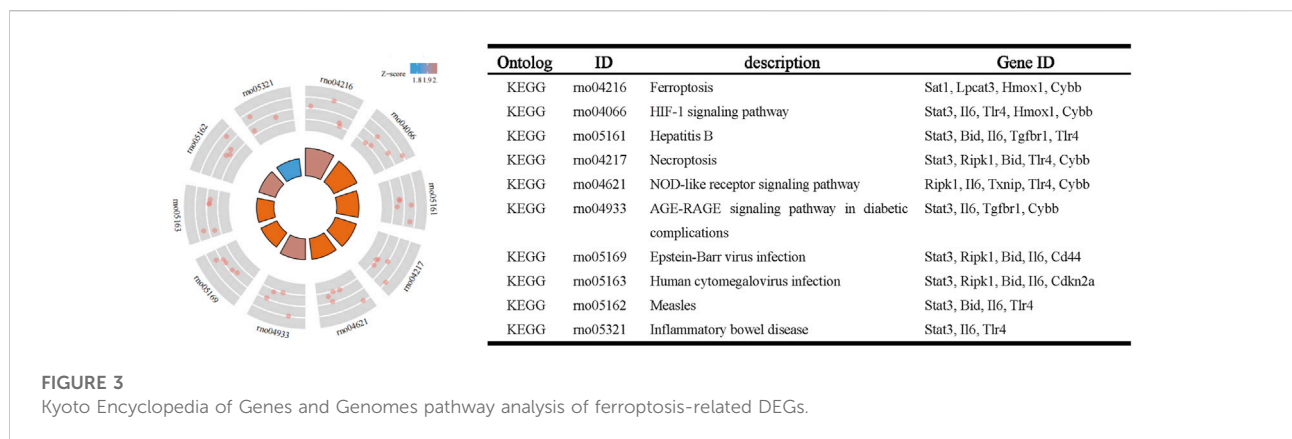 Z-score
1.8 1.9 2.
rno04216
rno04066
rno05161
rno04217
rno04621
rno04933
rno05169
rno05163
rno05162
rno05321
Ontolog ID description Gene ID
KEGG rno04216 Ferroptosis Sat1, Lpcat3, Hmox1, Cybb
KEGG rno04066 HIF-1 signaling pathway Stat3, Il6, Tlr4, Hmox1, Cybb
KEGG rno05161 Hepatitis B Stat3, Bid, Il6, Tgfbr1, Tlr4
KEGG rno04217 Necroptosis Stat3, Ripk1, Bid, Tlr4, Cybb
KEGG rno04621 NOD-like receptor signaling pathway Ripk1, Il6, Txnip, Tlr4, Cybb
KEGG rno04933 AGE-RAGE signaling pathway in diabetic Stat3, Il6, Tgfbr1, Cybb
complications
KEGG rno05169 Epstein-Barr virus infection Stat3, Ripk1, Bid, Il6, Cd44
KEGG rno05163 Human cytomegalovirus infection Stat3, Ripk1, Bid, Il6, Cdkn2a
KEGG rno05162 Measles Stat3, Bid, Il6, Tlr4
KEGG rno05321 Inflammatory bowel disease Stat3, Il6, Tlr4
FIGURE 3
Kyoto Encyclopedia of Genes and Genomes pathway analysis of ferroptosis-related DEGs.